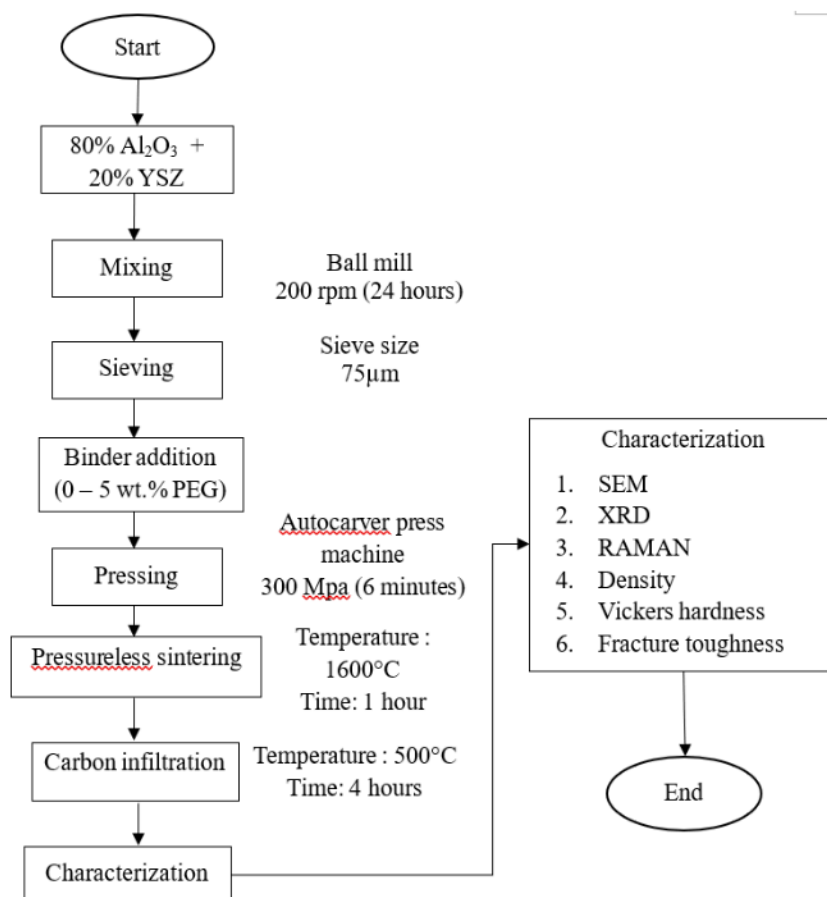 Start
80% Al₂O₃ +
20% YSZ
Mixing
Ball mill
200 rpm (24 hours)
Sieving
Sieve size
75µm
Binder addition
(0 – 5 wt.% PEG)
Pressing
Autocarver press
machine
300 Mpa (6 minutes)
Pressureless sintering
Temperature :
1600°C
Time: 1 hour
Carbon infiltration
Temperature : 500°C
Time: 4 hours
Characterization
Characterization
1. SEM
2. XRD
3. RAMAN
4. Density
5. Vickers hardness
6. Fracture toughness
End